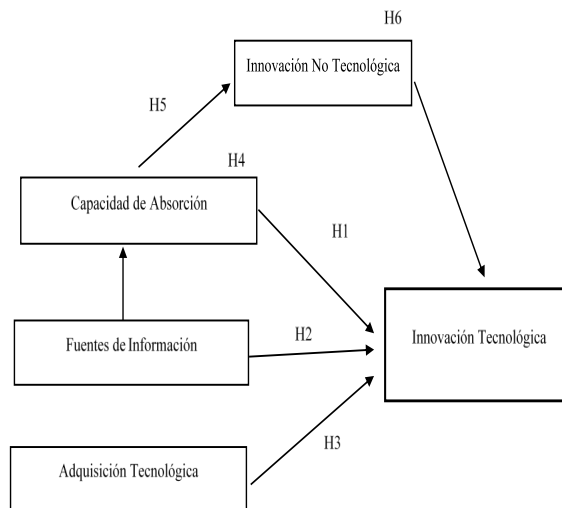 H6
Innovación No Tecnológica
H5
H4
Capacidad de Absorción
H1
Fuentes de Información
H2
Innovación Tecnológica
H3
Adquisición Tecnológica